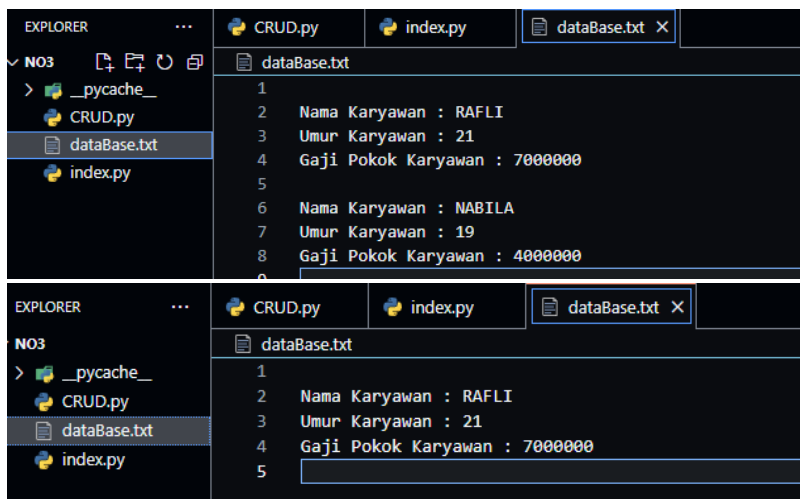 EXPLORER ··· CRUD.py index.py dataBase.txt ×
NO3 dataBase.txt
__pycache__
CRUD.py
dataBase.txt
index.py
1
2 Nama Karyawan : RAFLI
3 Umur Karyawan : 21
4 Gaji Pokok Karyawan : 7000000
5
6 Nama Karyawan : NABILA
7 Umur Karyawan : 19
8 Gaji Pokok Karyawan : 4000000
9
EXPLORER ··· CRUD.py index.py dataBase.txt ×
NO3 dataBase.txt
__pycache__
CRUD.py
dataBase.txt
index.py
1
2 Nama Karyawan : RAFLI
3 Umur Karyawan : 21
4 Gaji Pokok Karyawan : 7000000
5